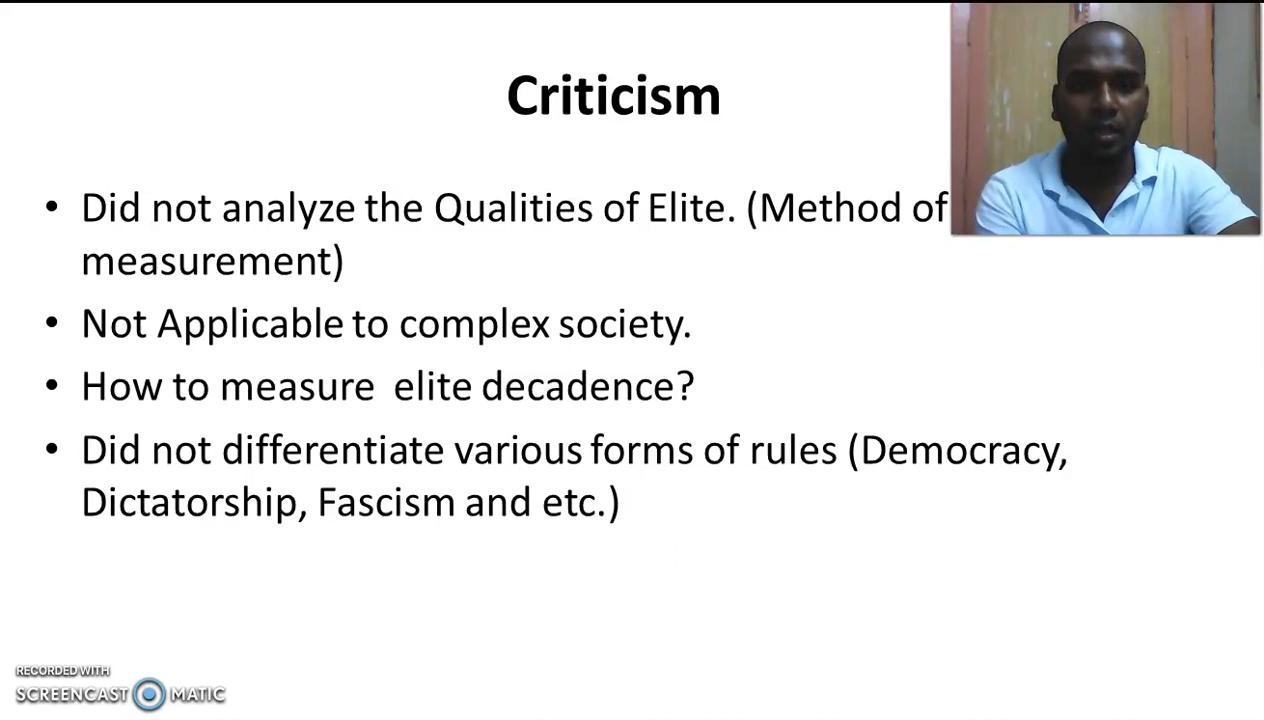 Criticism
• Did not analyze the Qualities of Elite. (Method of
measurement)
• Not Applicable to complex society.
• How to measure  elite decadence?
• Did not differentiate various forms of rules (Democracy,
Dictatorship, Fascism and etc.)
RECORDED WITH
SCREENCAST MATIC